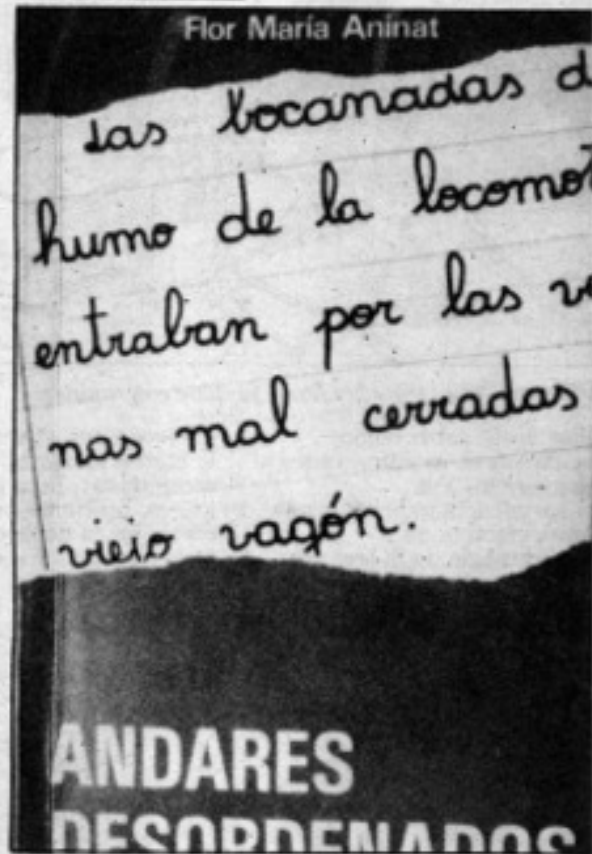 Flor María Aninat
Las bocanadas d
humo de la locomot
entraban por las ve
nas mal cerradas
viejo vagón.
ANDARES
DESORDENADOS